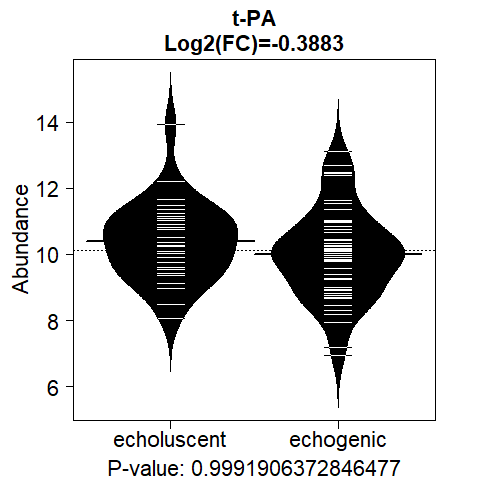 t-PA
Log2(FC)=-0.3883
Abundance
14
12
10
8
6
echoluscent
echogenic
P-value: 0.9991906372846477